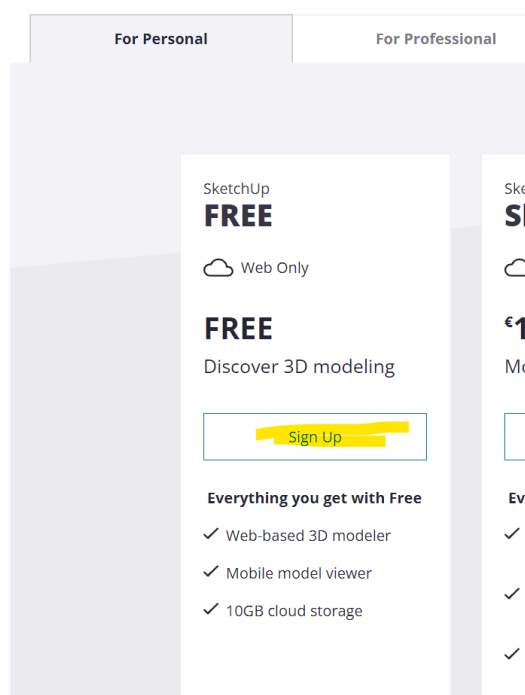 For Personal
For Professional
SketchUp
FREE
Web Only
FREE
Discover 3D modeling
Sign Up
Everything you get with Free
Web-based 3D modeler
Mobile model viewer
10GB cloud storage